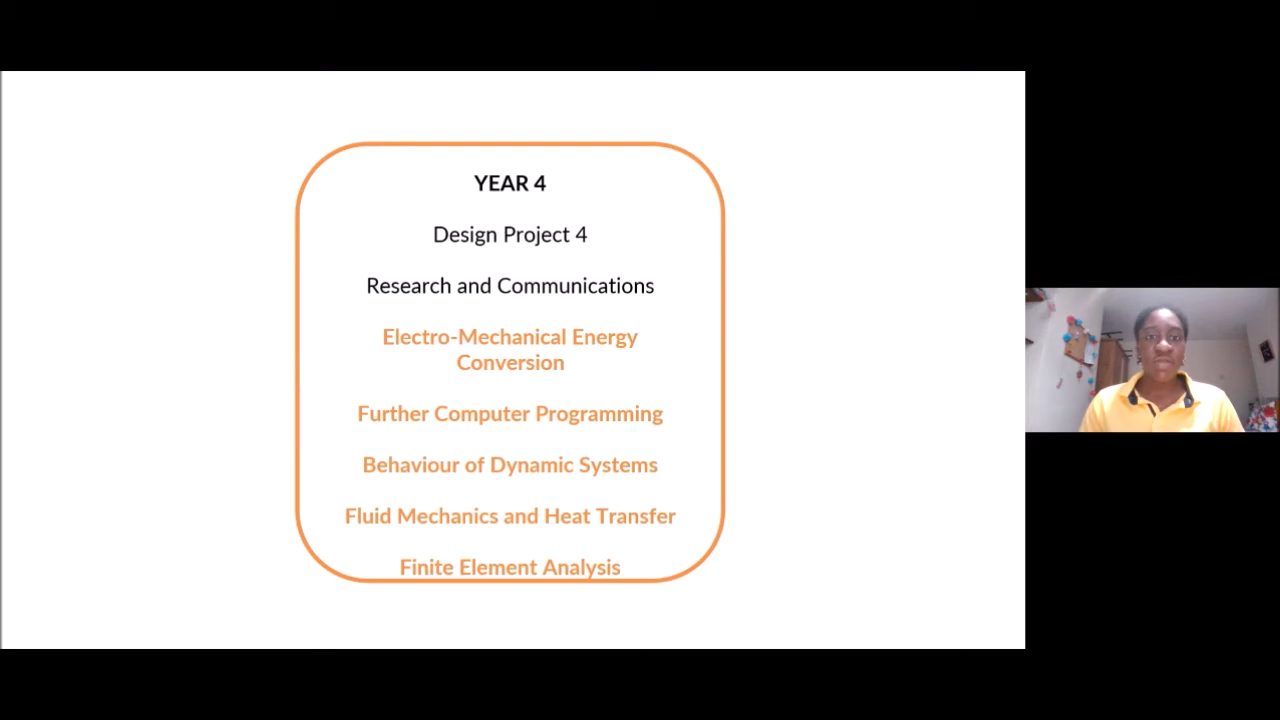 YEAR 4
Design Project 4
Research and Communications
Electro-Mechanical Energy
Conversion
Further Computer Programming
Behaviour of Dynamic Systems
Fluid Mechanics and Heat Transfer
Finite Element Analysis